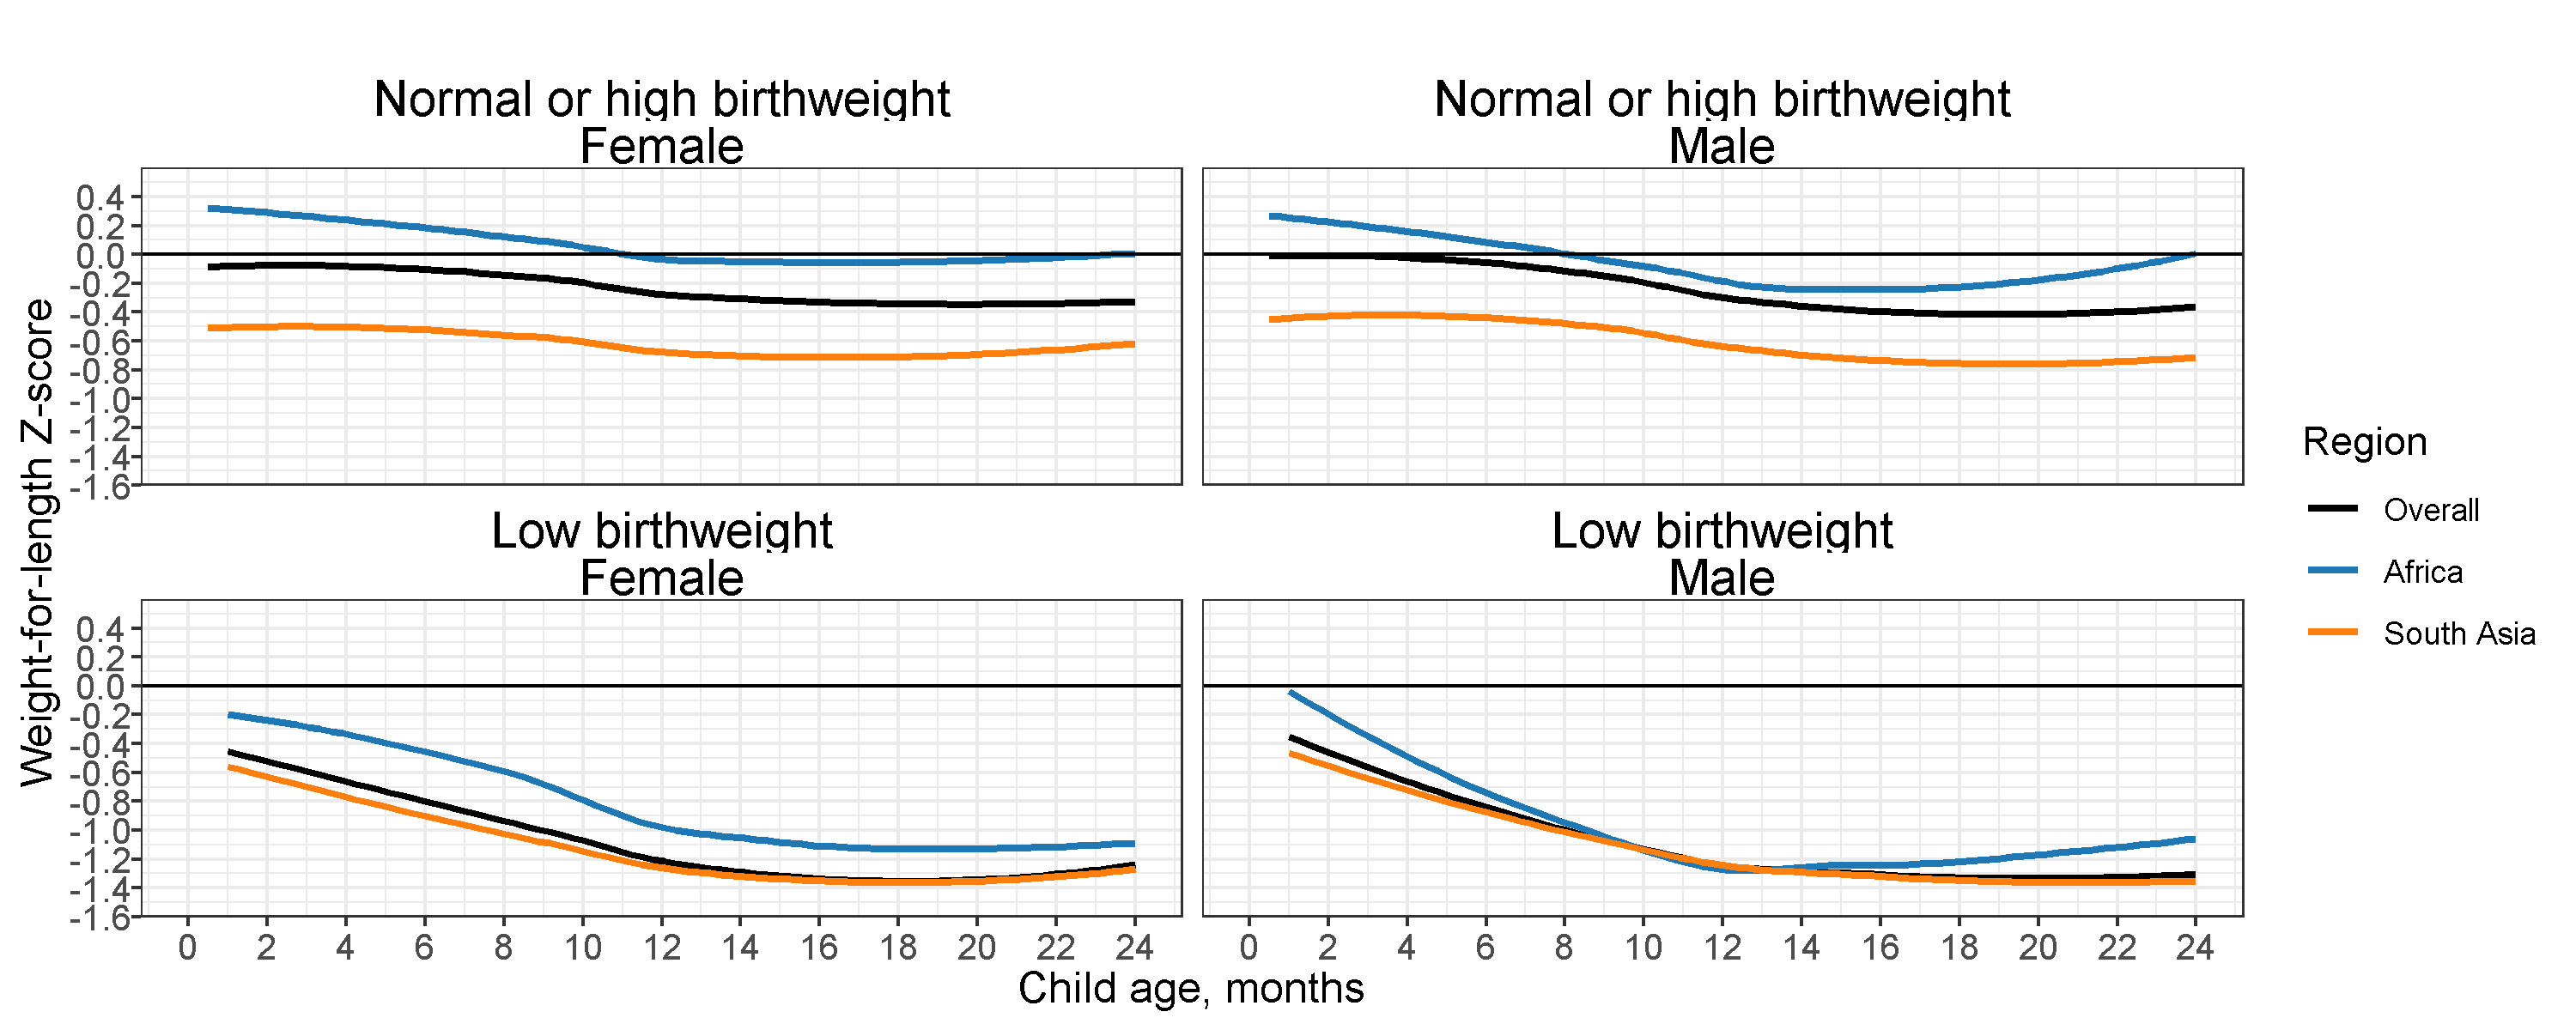 Normal or high birthweight
Female
Normal or high birthweight
Male
0.4
0.2
0.0
-0.2
-0.4
-0.6
-0.8
-1.0
-1.2
-1.4
-1.6
Low birthweight
Female
Low birthweight
Male
0.4
0.2
0.0
-0.2
-0.4
-0.6
-0.8
-1.0
-1.2
-1.4
-1.6
0 2 4 6 8 10 12 14 16 18 20 22 24
0 2 4 6 8 10 12 14 16 18 20 22 24
Weight-for-length Z-score
Child age, months
Region
Overall
Africa
South Asia